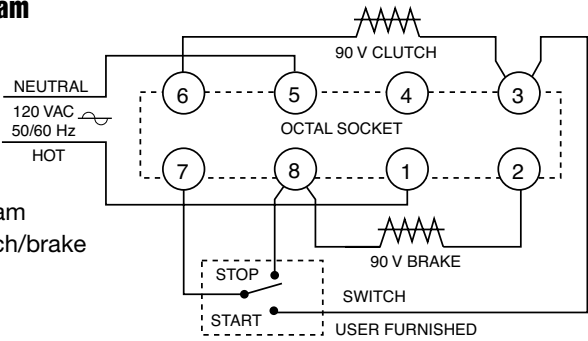 am
90 V CLUTCH
NEUTRAL
120 VAC
50/60 Hz
HOT
6 5 4 3
OCTAL SOCKET
7 8 1 2
am
ch/brake
90 V BRAKE
STOP
SWITCH
START
USER FURNISHED